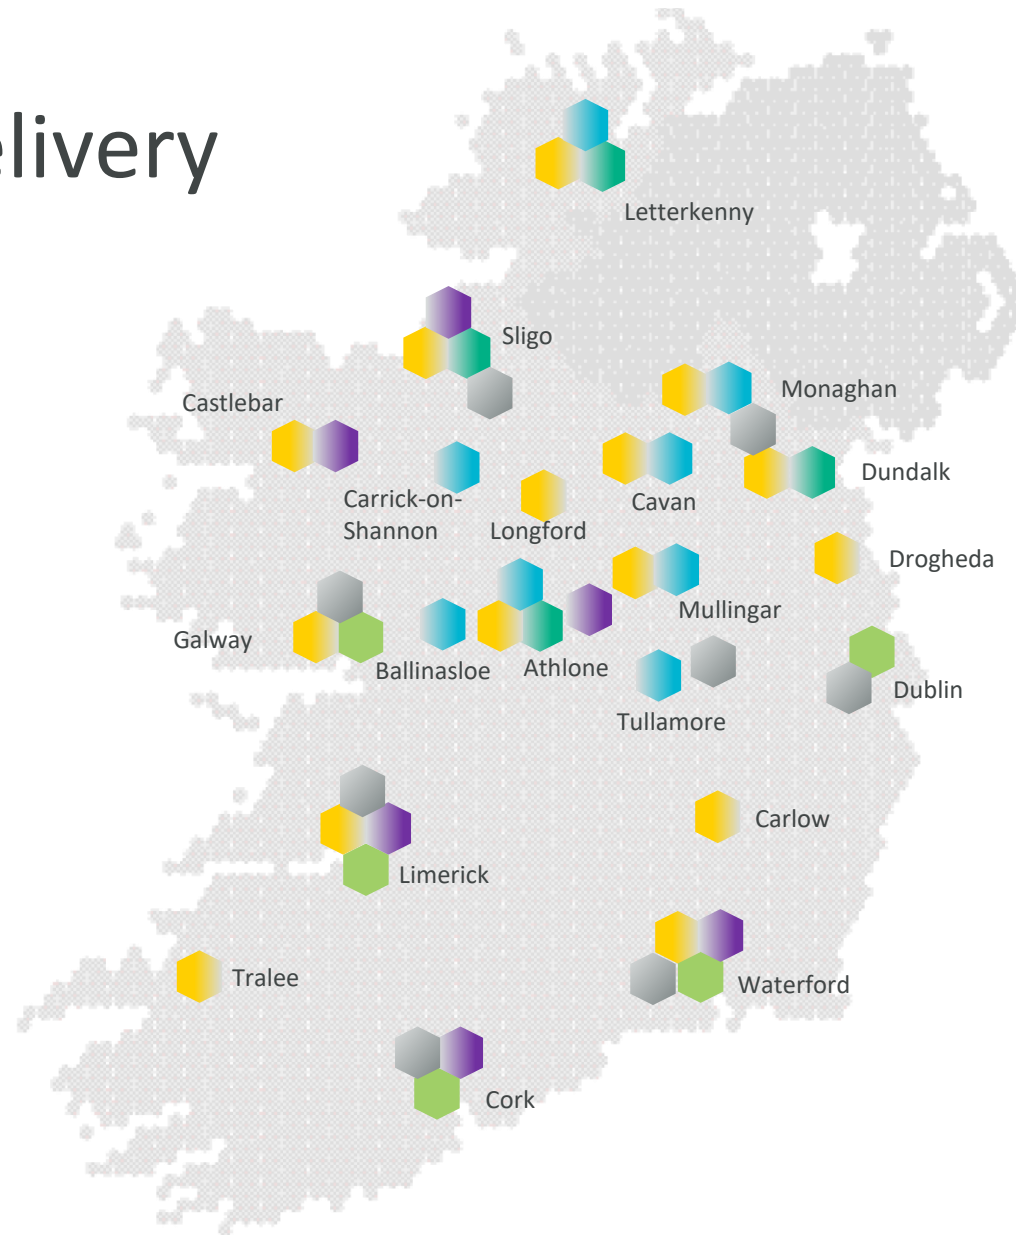 elivery
Letterkenny
Sligo
Monaghan
Castlebar
Dundalk
Carrick-on-
Shannon
Longford
Cavan
Drogheda
Mullingar
Galway
Ballinasloe
Athlone
Dublin
Tullamore
Carlow
Limerick
Tralee
Waterford
Cork